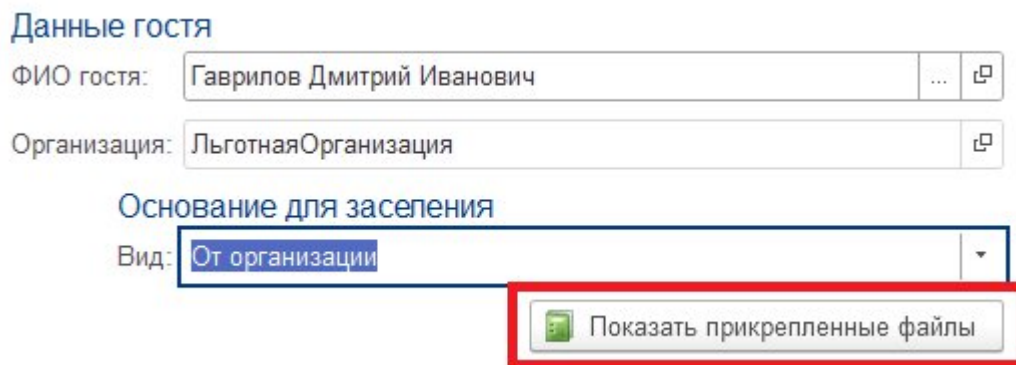 Данные гостя
ФИО гостя: Гаврилов Дмитрий Иванович ...
Организация: ЛьготнаяОрганизация
Основание для заселения
Вид: От организации
Показать прикрепленные файлы